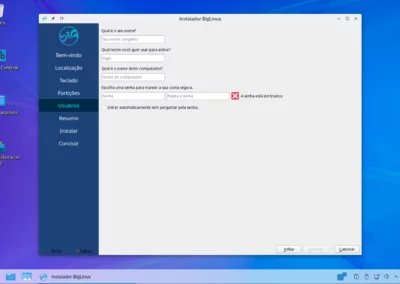 Instalador BigLinux
Qual é o seu nome?
Seu nome completo
Bem-vindo
Qual nome você quer usar para entrar?
login
Localização
Qual é o nome deste computador?
Teclado
Nome do computador
Partições
Escolha uma senha para manter a sua conta segura.
Senha
Repita a senha
A senha está em branco.
Usuários
Entrar automaticamente sem perguntar pela senha.
Resumo
Instalar
Concluir
Voltar
Cancelar
Instalador BigLinux